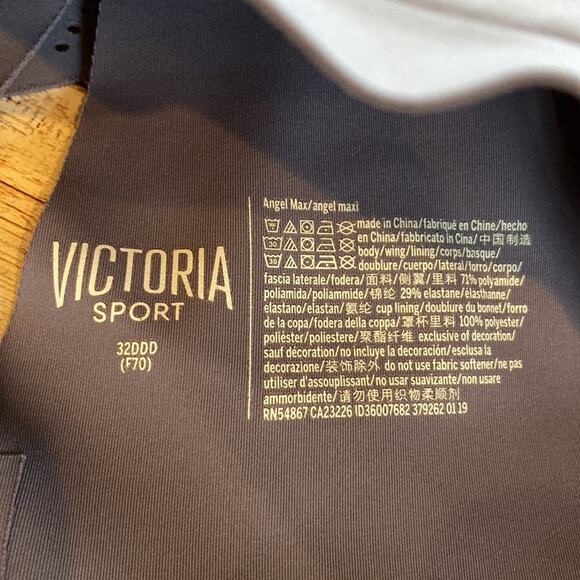 VICTORIA
SPORT
32DDD
(F70)
Angel Max/angel maxi
made in China/fabriqué en Chine/hecho
en China/fabbricato in Cina/中国制造
body/wing/lining/corps/basque/
doublure/cuerpo/lateral/forro/corpo/
fascia laterale/fodera/面料/侧翼/里料 71% polyamide/
poliamida/poliammide/锦纶 29% elastane/élasthanne/
elastano/elastan/氨纶 cup lining/doublure du bonnet/forro
de la copa/fodera della coppa/罩杯里料 100% polyester/
poliéster/poliestere/聚酯纤维 exclusive of decoration/
sauf décoration/no incluye la decoración/esclusa la
decorazione/装饰除外 do not use fabric softener/ne pas
utiliser d'assouplissant/no usar suavizante/non usare
ammorbidente/请勿使用织物柔顺剂
RN54867 CA23226 ID36007682 379262 01 19